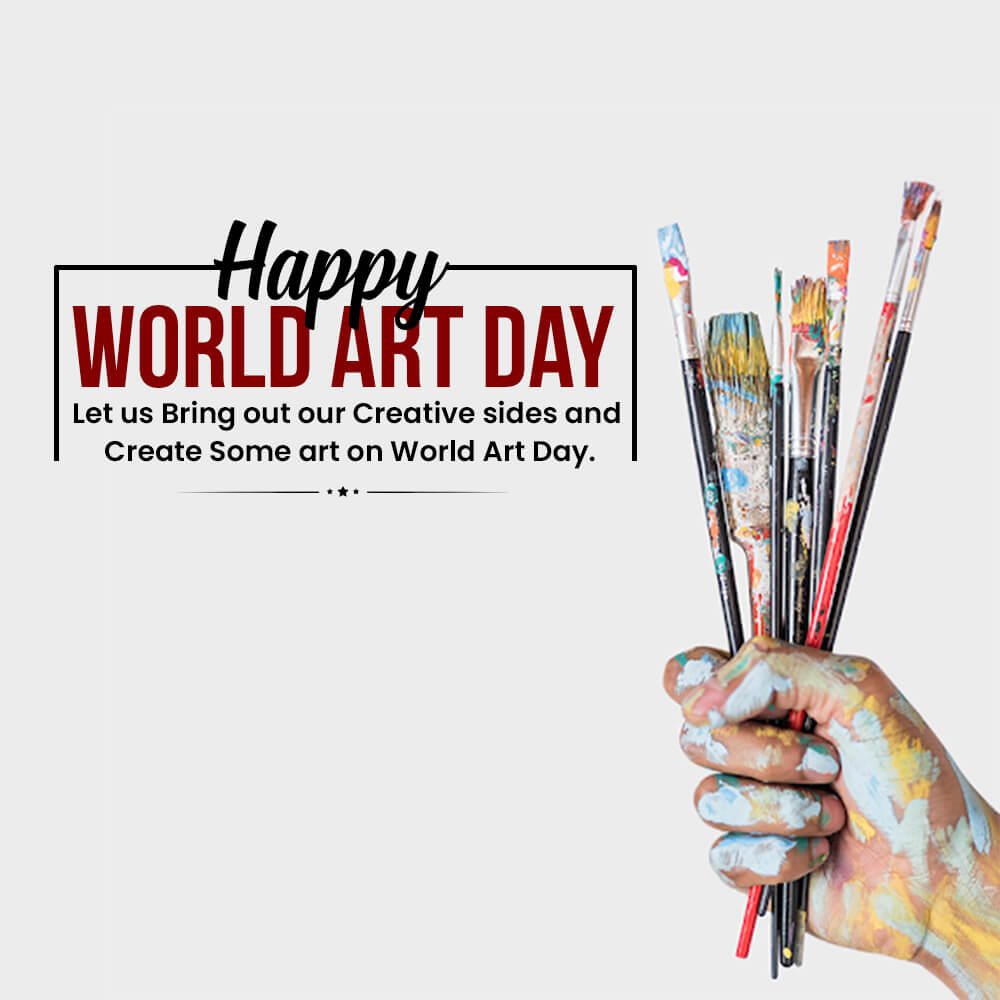 Happy
WORLD ART DAY
Let us Bring out our Creative sides and
Create Some art on World Art Day.